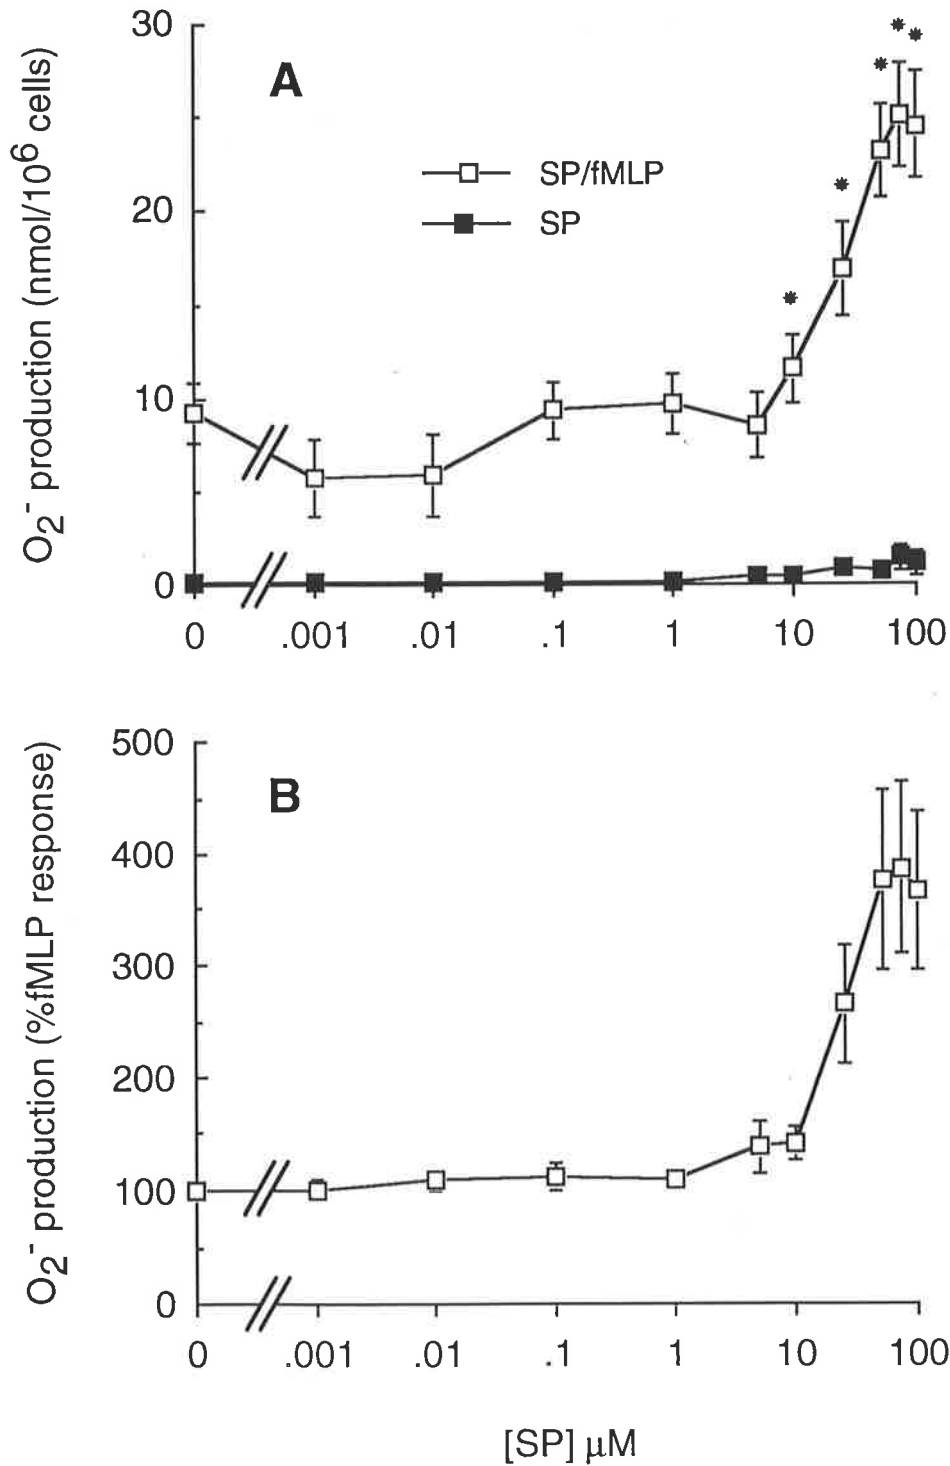 30
20
10
0
O2- production (nmol/10^6 cells)
A
SP/fMLP
SP
* * * * *
0 .001 .01 .1 1 10 100
500
400
300
200
100
0
O2- production (%fMLP response)
B
0 .001 .01 .1 1 10 100
[SP] μM